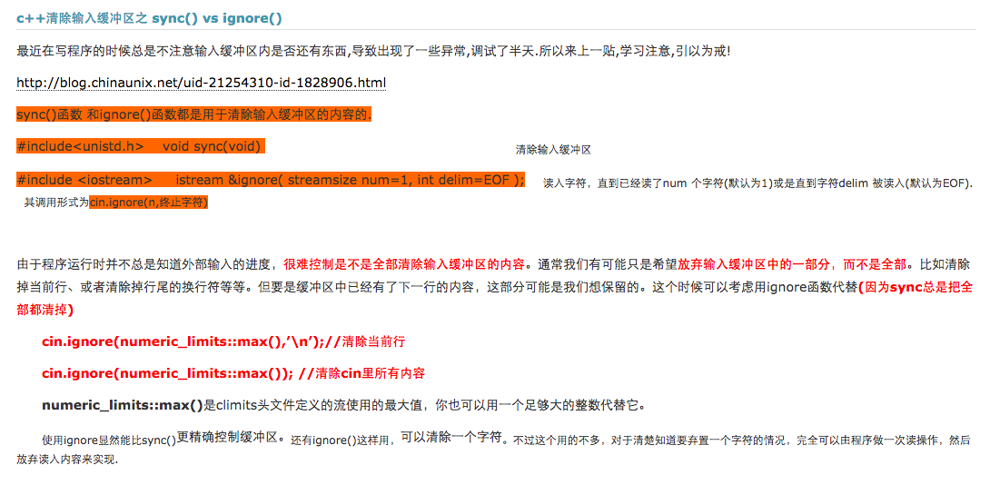 c++清除输入缓冲区之 sync() vs ignore()
最近在写程序的时候总是不注意输入缓冲区内是否还有东西,导致出现了一些异常,调试了半天.所以来上一贴,学习注意,引以为戒!
http://blog.chinaunix.net/uid-21254310-id-1828906.html
sync()函数 和ignore()函数都是用于清除输入缓冲区的内容的.
#include<unistd.h> void sync(void) 清除输入缓冲区
#include <iostream> istream &ignore( streamsize num=1, int delim=EOF ); 读入字符，直到已经读了num 个字符(默认为1)或是直到字符delim 被读入(默认为EOF).
其调用形式为cin.ignore(n,终止字符)
由于程序运行时并不总是知道外部输入的进度，很难控制是不是全部清除输入缓冲区的内容。通常我们有可能只是希望放弃输入缓冲区中的一部分，而不是全部。比如清除
掉当前行、或者清除掉行尾的换行符等等。但要是缓冲区中已经有了下一行的内容，这部分可能是我们想保留的。这个时候可以考虑用ignore函数代替(因为sync总是把全
部都清掉)
cin.ignore(numeric_limits::max(),’\n’);//清除当前行
cin.ignore(numeric_limits::max()); //清除cin里所有内容
numeric_limits::max()是climits头文件定义的流使用的最大值，你也可以用一个足够大的整数代替它。
使用ignore显然能比sync()更精确控制缓冲区。还有ignore()这样用，可以清除一个字符。不过这个用的不多，对于清楚知道要弃置一个字符的情况，完全可以由程序做一次读操作，然后
放弃读入内容来实现.